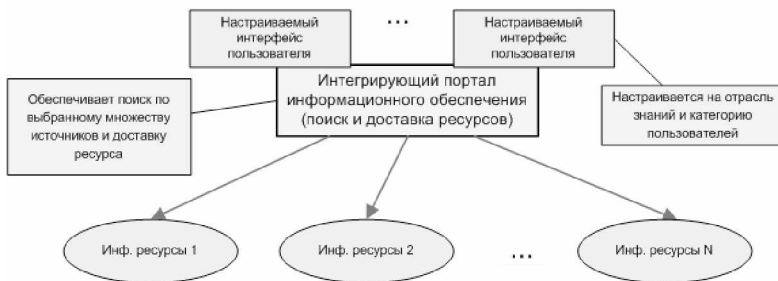 Настраиваемый
интерфейс
пользователя
...
Настраиваемый
интерфейс
пользователя
Интегрирующий портал
информационного обеспечения
(поиск и доставка ресурсов)
Обеспечивает поиск по
выбранному множеству
источников и доставку
ресурса
Настраивается на отрасль
знаний и категорию
пользователей
Инф. ресурсы 1
Инф. ресурсы 2
...
Инф. ресурсы N